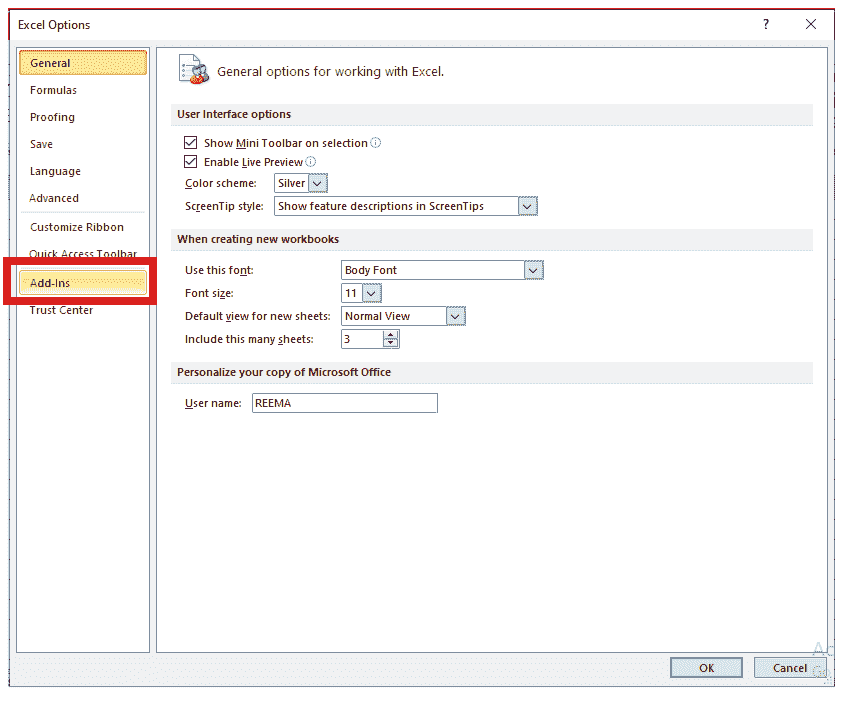 Excel Options
?
General
Formulas
Proofing
Save
Language
Advanced
Customize Ribbon
Quick Access Toolbar
Add-Ins
Trust Center
General options for working with Excel.
User Interface options
Show Mini Toolbar on selection
Enable Live Preview
Color scheme: Silver
ScreenTip style: Show feature descriptions in ScreenTips
When creating new workbooks
Use this font: Body Font
Font size: 11
Default view for new sheets: Normal View
Include this many sheets: 3
Personalize your copy of Microsoft Office
User name: REEMA
OK Cancel